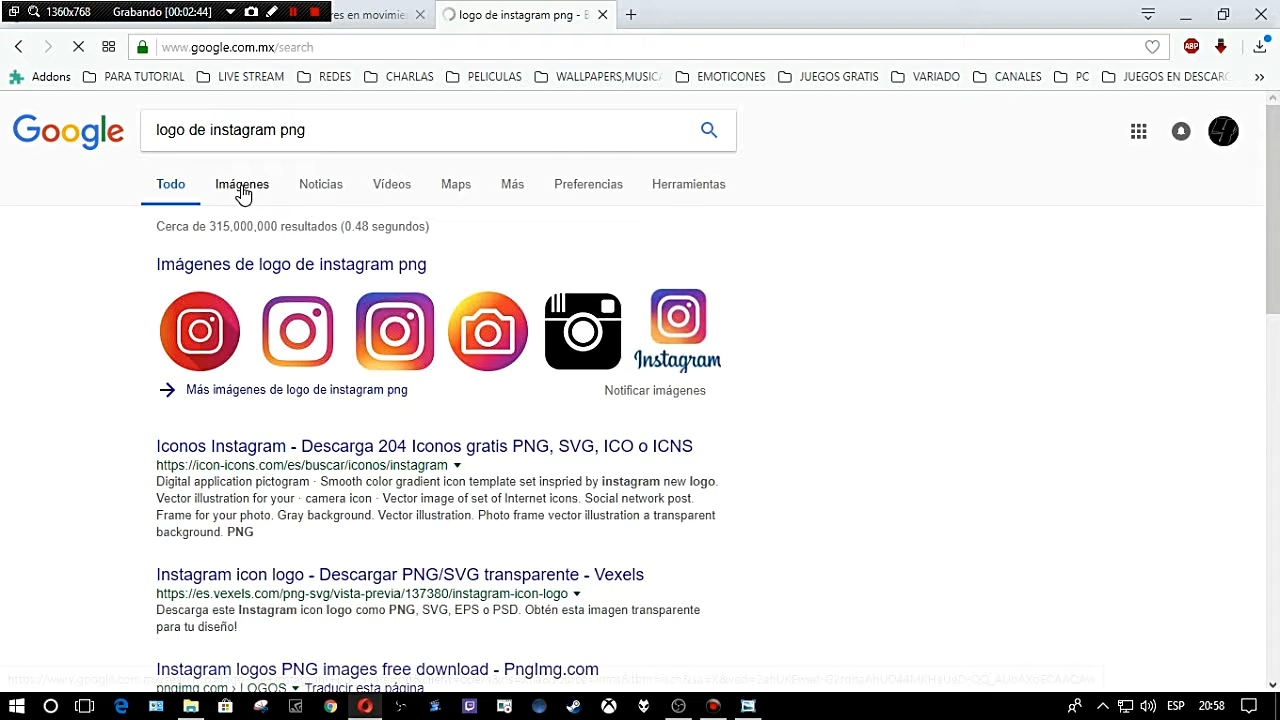 1360x768 Grabando [00:02:44]
res en movimie
logo de instagram png - B
www.google.com.mx/search
ABP
Addons PARA TUTORIAL LIVE STREAM REDES CHARLAS PELICULAS WALLPAPERS,MUSICA EMOTICONES JUEGOS GRATIS VARIADO CANALES PC JUEGOS EN DESCARG
Google
logo de instagram png
Todo Imágenes Noticias Vídeos Maps Más Preferencias Herramientas
Cerca de 315,000,000 resultados (0.48 segundos)
Imágenes de logo de instagram png
Instagram
Más imágenes de logo de instagram png
Notificar imágenes
Iconos Instagram - Descarga 204 Iconos gratis PNG, SVG, ICO o ICNS
https://icon-icons.com/es/buscar/iconos/instagram
Digital application pictogram · Smooth color gradient icon template set inspried by instagram new logo.
Vector illustration for your · camera icon · Vector image of set of Internet icons. Social network post.
Frame for your photo. Gray background. Vector illustration. Photo frame vector illustration a transparent
background. PNG
Instagram icon logo - Descargar PNG/SVG transparente - Vexels
https://es.vexels.com/png-svg/vista-previa/137380/instagram-icon-logo
Descarga este Instagram icon logo como PNG, SVG, EPS o PSD. Obtén esta imagen transparente
para tu diseño!
Instagram logos PNG images free download - PngImg.com
pngimg.com › LOGOS Traducir esta página
ESP 20:58